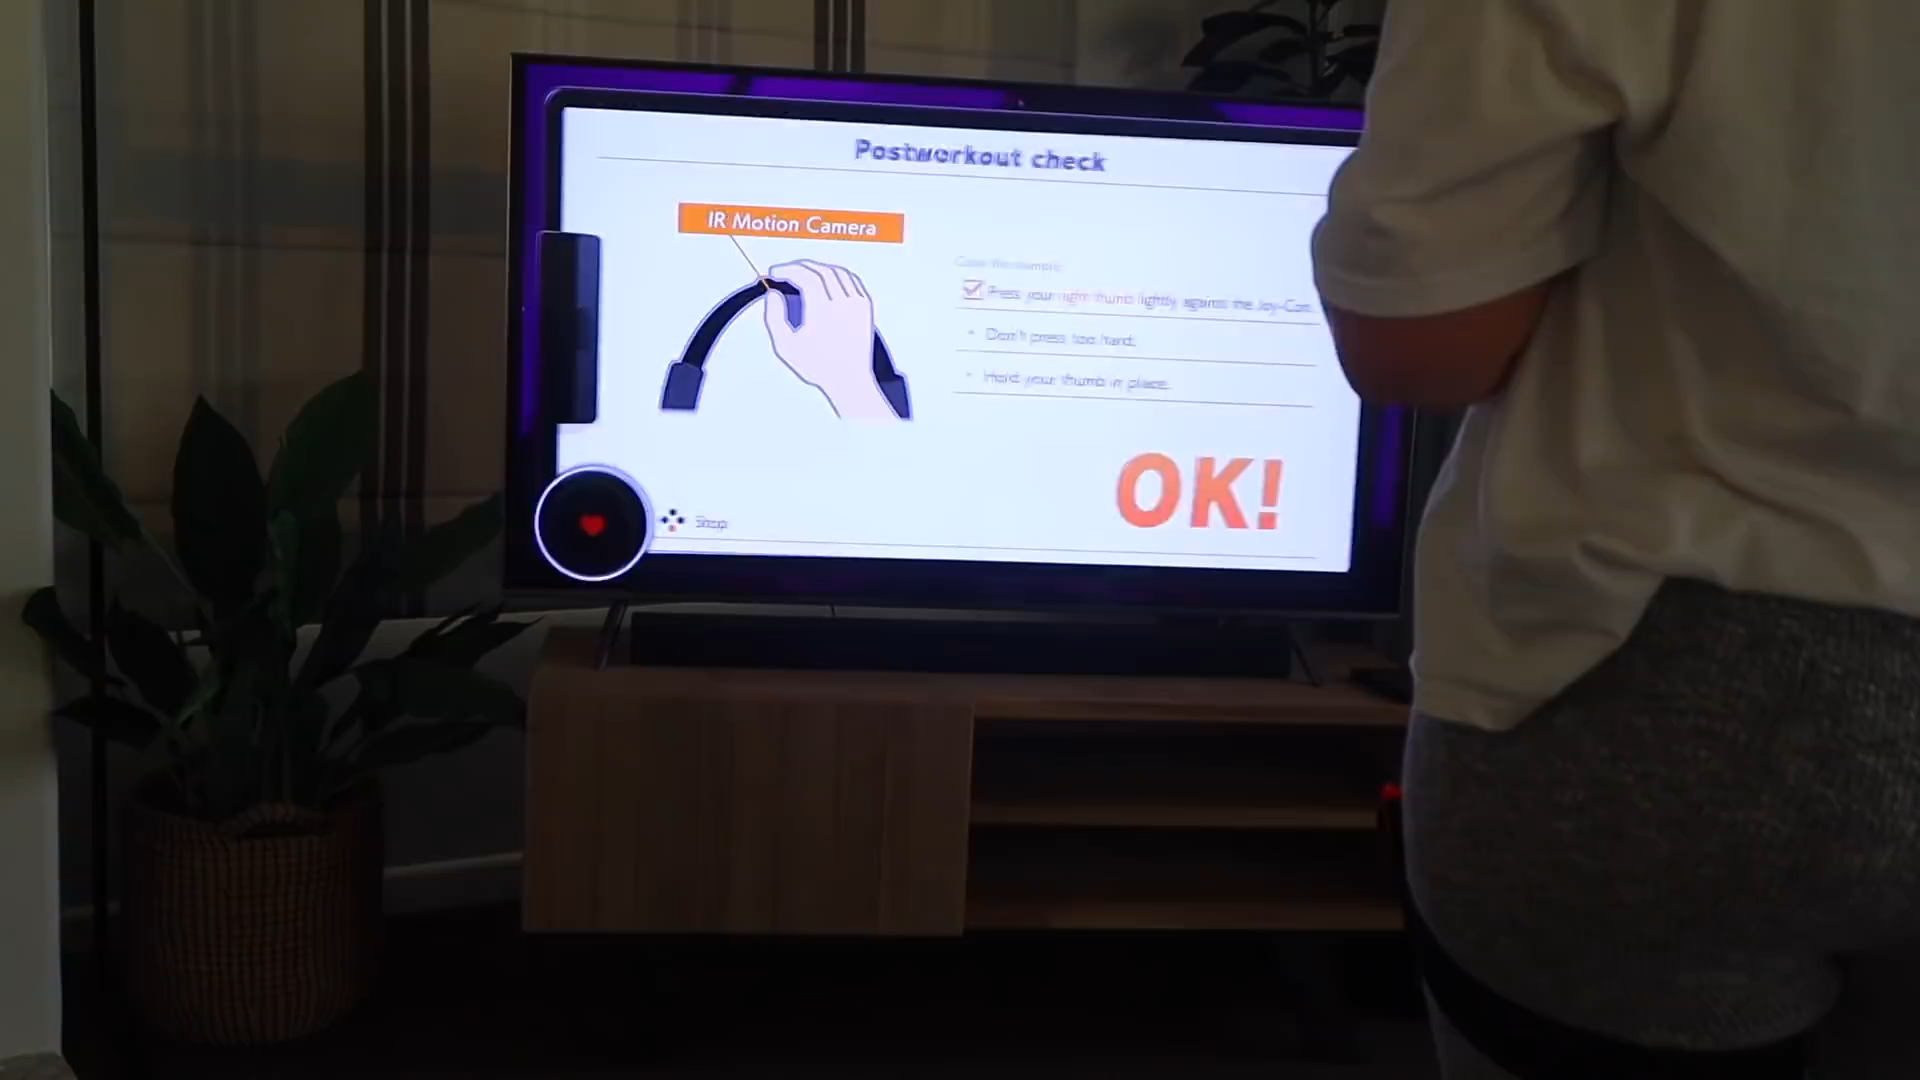 Postworkout check
IR Motion Camera
Press your right thumb lightly against the Joy-Con.
Don't press too hard.
Hold your thumb in place.
OK!
Stop